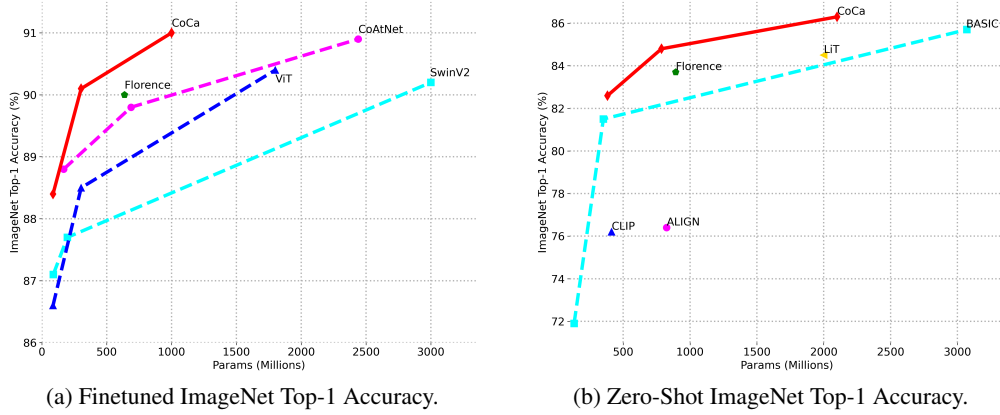 CoCa
CoAtNet
Florence
ViT
SwinV2
91
90
89
88
87
86
ImageNet Top-1 Accuracy (%)
0 500 1000 1500 2000 2500 3000
Params (Millions)
(a) Finetuned ImageNet Top-1 Accuracy.
CoCa
BASIC
LiT
Florence
CLIP
ALIGN
86
84
82
80
78
76
74
72
ImageNet Top-1 Accuracy (%)
500 1000 1500 2000 2500 3000
Params (Millions)
(b) Zero-Shot ImageNet Top-1 Accuracy.